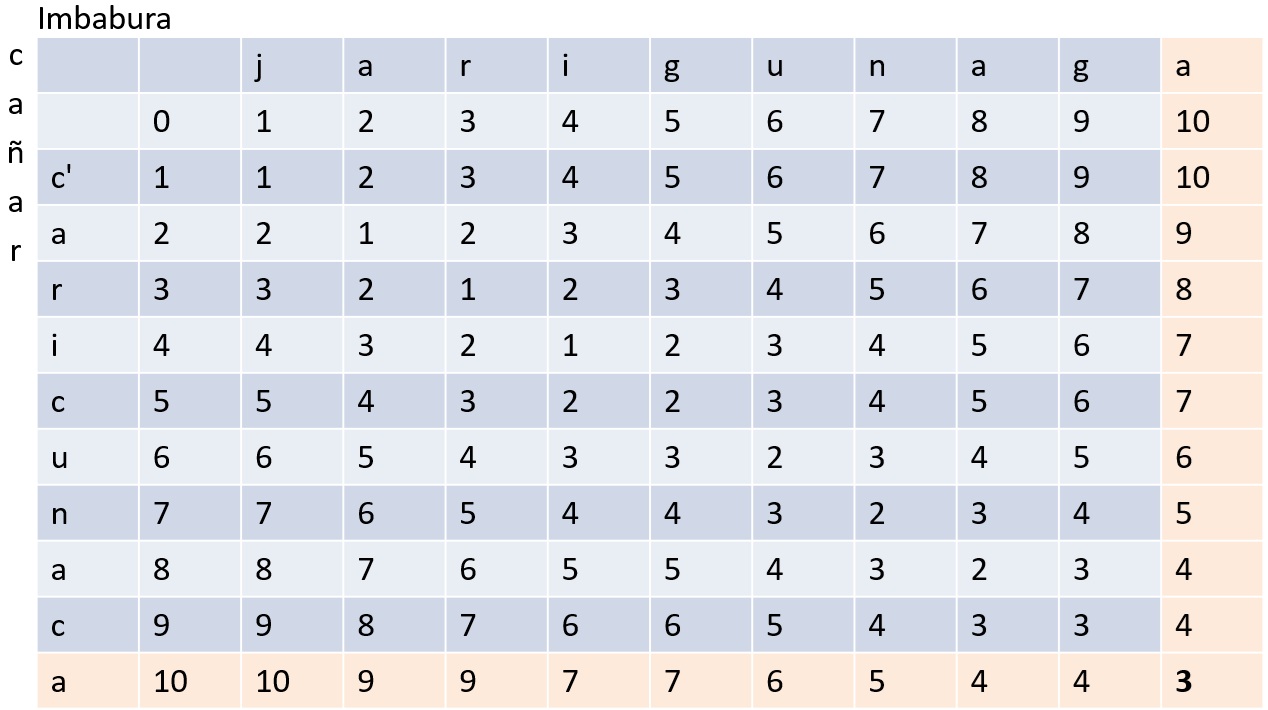 Imbabura
c
a
ñ
a
r
j a r i g u n a g a
0 1 2 3 4 5 6 7 8 9 10
c' 1 1 2 3 4 5 6 7 8 9 10
a 2 2 1 2 3 4 5 6 7 8 9
r 3 3 2 1 2 3 4 5 6 7 8
i 4 4 3 2 1 2 3 4 5 6 7
c 5 5 4 3 2 2 3 4 5 6 7
u 6 6 5 4 3 3 2 3 4 5 6
n 7 7 6 5 4 4 3 2 3 4 5
a 8 8 7 6 5 5 4 3 2 3 4
c 9 9 8 7 6 6 5 4 3 3 4
a 10 10 9 9 7 7 6 5 4 4 3